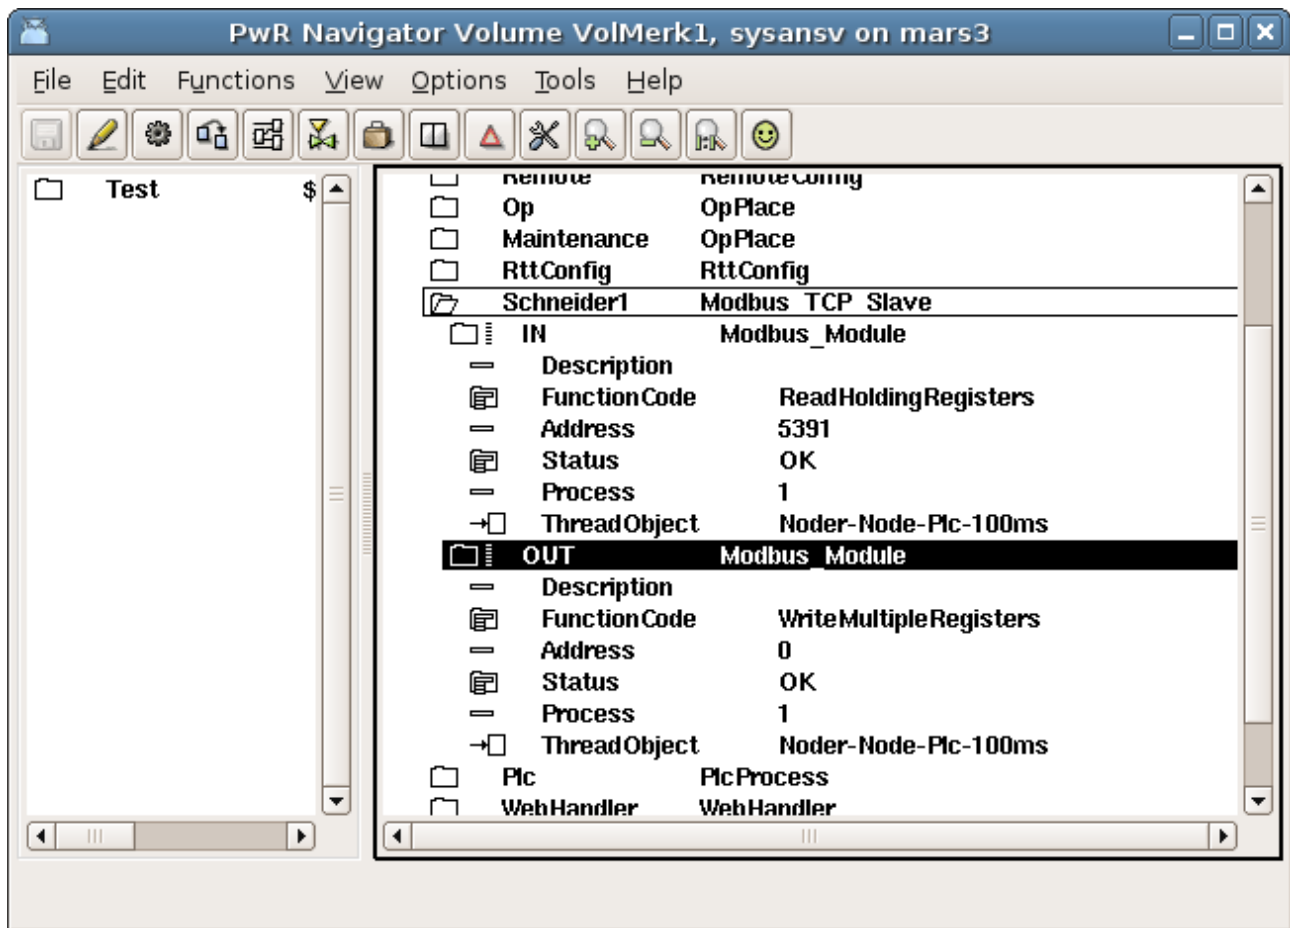 PwR Navigator Volume VolMerk1, sysansv on mars3
File Edit Functions View Options Tools Help
Test $
Remote RemoteConfig
Op OpPlace
Maintenance OpPlace
RttConfig RttConfig
Schneider1 Modbus_TCP_Slave
IN Modbus_Module
Description
FunctionCode ReadHoldingRegisters
Address 5391
Status OK
Process 1
ThreadObject Noder-Node-Plc-100ms
OUT Modbus_Module
Description
FunctionCode WriteMultipleRegisters
Address 0
Status OK
Process 1
ThreadObject Noder-Node-Plc-100ms
Plc PlcProcess
WebHandler WebHandler